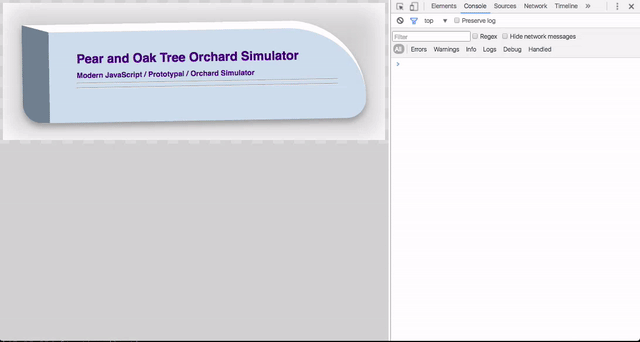 Pear and Oak Tree Orchard Simulator
Modern JavaScript / Prototypal / Orchard Simulator
Elements Console Sources Network Timeline »
top ▼ Preserve log
Filter Regex Hide network messages
All Errors Warnings Info Logs Debug Handled
>